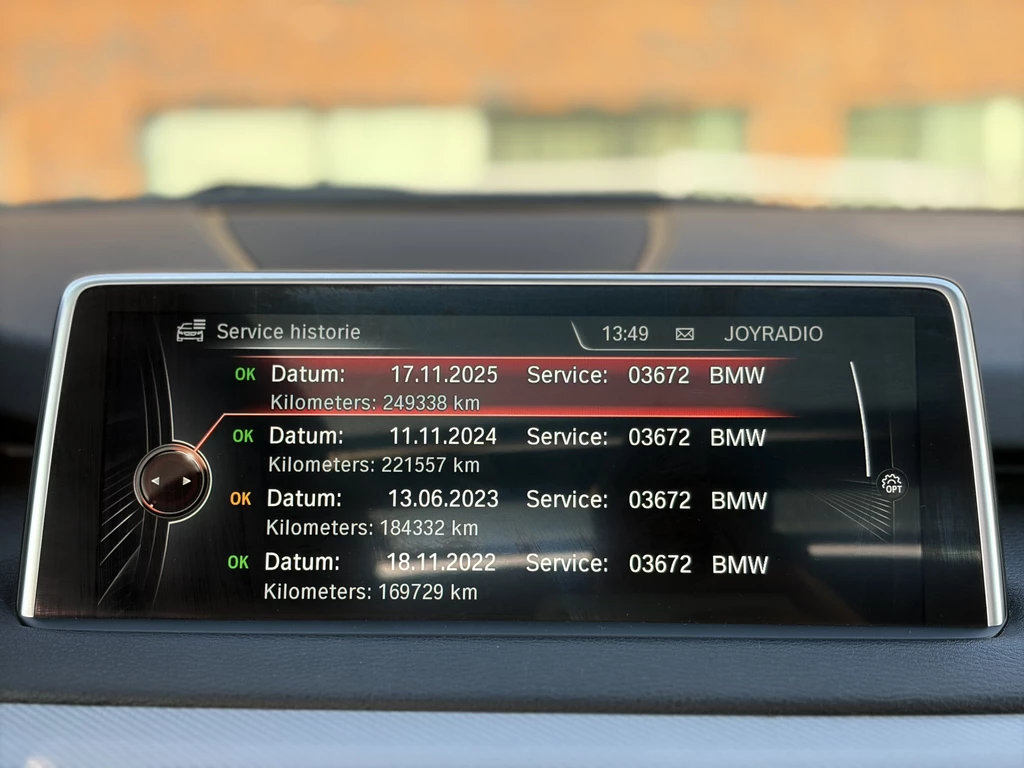 Service historie 13:49 JOYRADIO
OK Datum: 17.11.2025 Service: 03672 BMW
Kilometers: 249338 km
OK Datum: 11.11.2024 Service: 03672 BMW
Kilometers: 221557 km
OK Datum: 13.06.2023 Service: 03672 BMW
Kilometers: 184332 km
OK Datum: 18.11.2022 Service: 03672 BMW
Kilometers: 169729 km
OPT